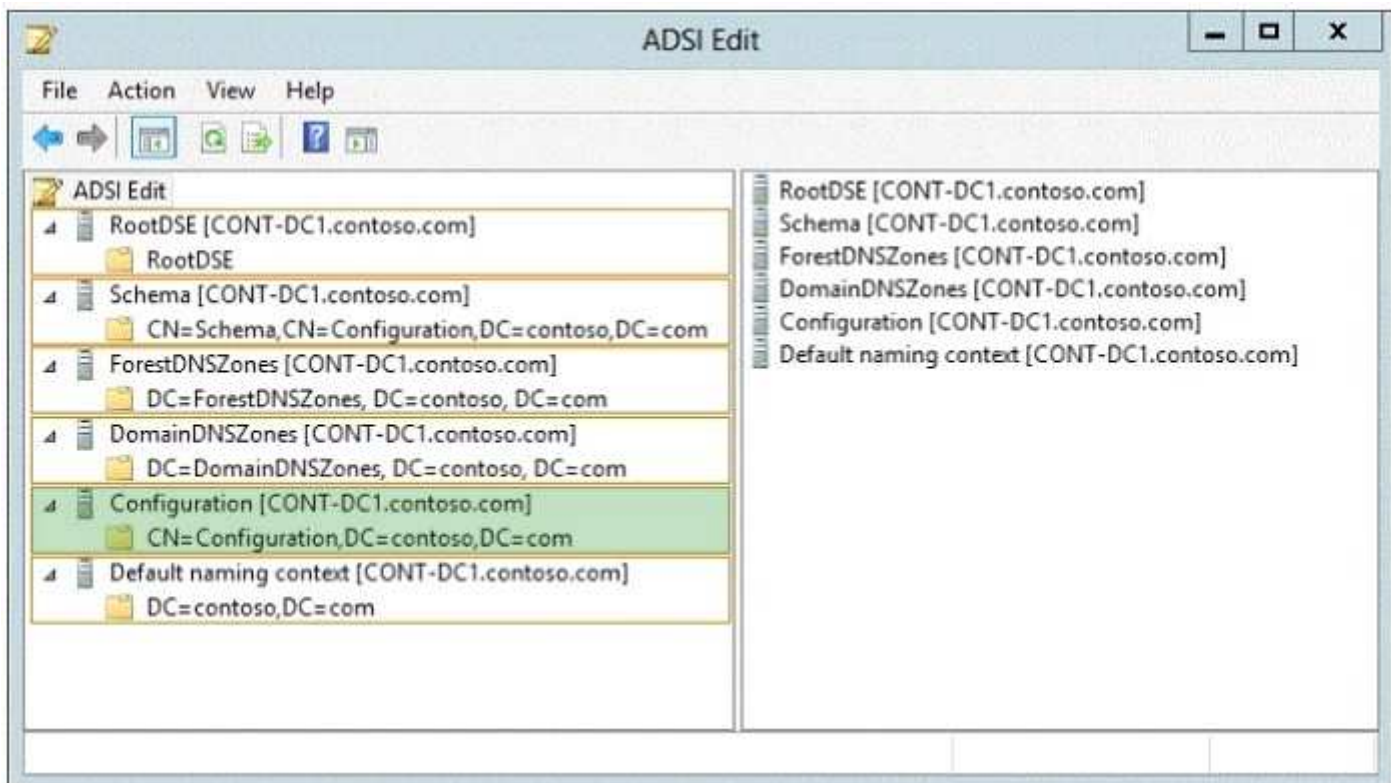 ADSI Edit
File Action View Help
ADSI Edit
RootDSE [CONT-DC1.contoso.com]
RootDSE
Schema [CONT-DC1.contoso.com]
CN=Schema,CN=Configuration,DC=contoso,DC=com
ForestDNSZones [CONT-DC1.contoso.com]
DC=ForestDNSZones, DC=contoso, DC=com
DomainDNSZones [CONT-DC1.contoso.com]
DC=DomainDNSZones, DC=contoso, DC=com
Configuration [CONT-DC1.contoso.com]
CN=Configuration,DC=contoso,DC=com
Default naming context [CONT-DC1.contoso.com]
DC=contoso,DC=com
RootDSE [CONT-DC1.contoso.com]
Schema [CONT-DC1.contoso.com]
ForestDNSZones [CONT-DC1.contoso.com]
DomainDNSZones [CONT-DC1.contoso.com]
Configuration [CONT-DC1.contoso.com]
Default naming context [CONT-DC1.contoso.com]